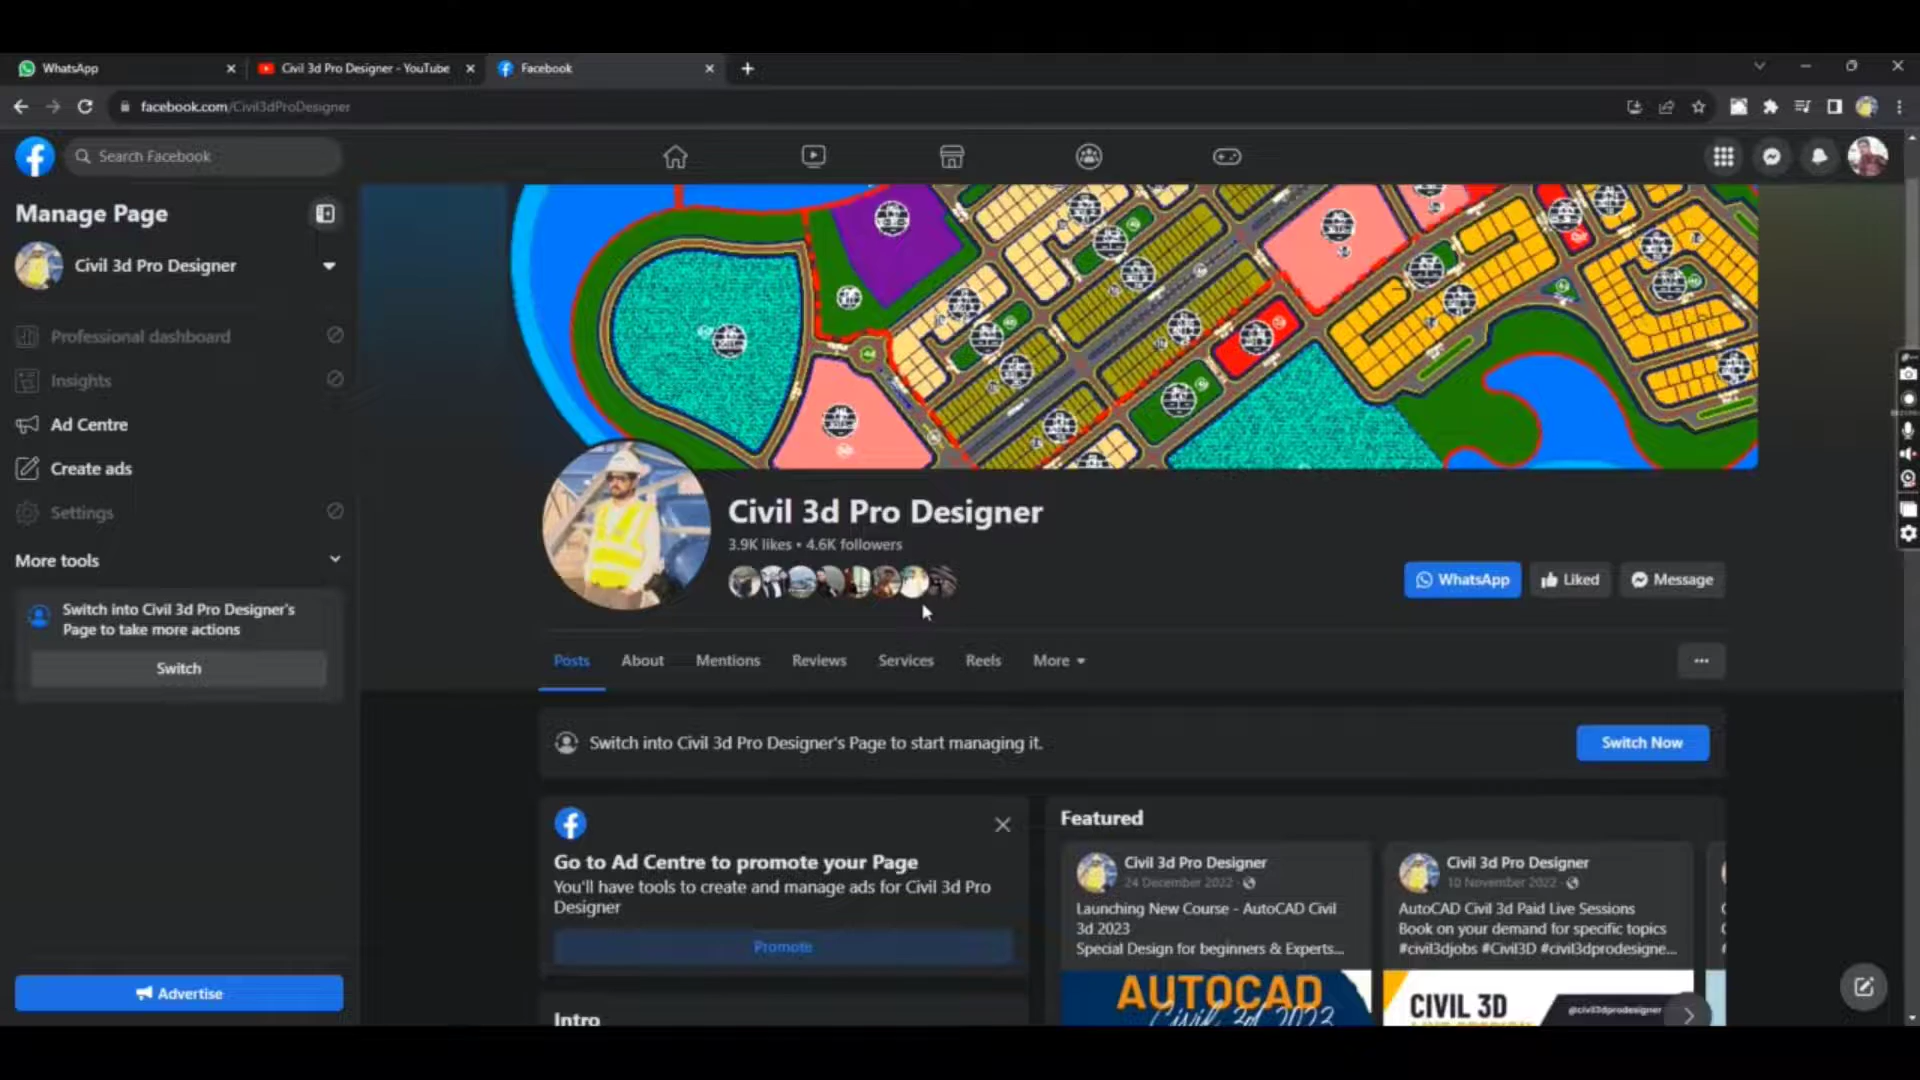 WhatsApp
Civil 3d Pro Designer - YouTube
Facebook
facebook.com/Civil3dProDesigner
Search Facebook
Manage Page
Civil 3d Pro Designer
Professional dashboard
Insights
Ad Centre
Create ads
Settings
More tools
Switch into Civil 3d Pro Designer's
Page to take more actions
Switch
Advertise
Civil 3d Pro Designer
3.9K likes • 4.6K followers
WhatsApp
Liked
Message
Posts
About
Mentions
Reviews
Services
Reels
More
Switch into Civil 3d Pro Designer's Page to start managing it.
Switch Now
Go to Ad Centre to promote your Page
You'll have tools to create and manage ads for Civil 3d Pro
Designer
Promote
Intro
Featured
Civil 3d Pro Designer
24 December 2022
Launching New Course - AutoCAD Civil
3d 2023
Special Design for beginners & Experts...
AUTOCAD
Civil 3d 2023
Civil 3d Pro Designer
10 November 2022
AutoCAD Civil 3d Paid Live Sessions
Book on your demand for specific topics
#civil3djobs #Civil3D #civil3dprodesigne...
CIVIL 3D
@civil3dprodesigner